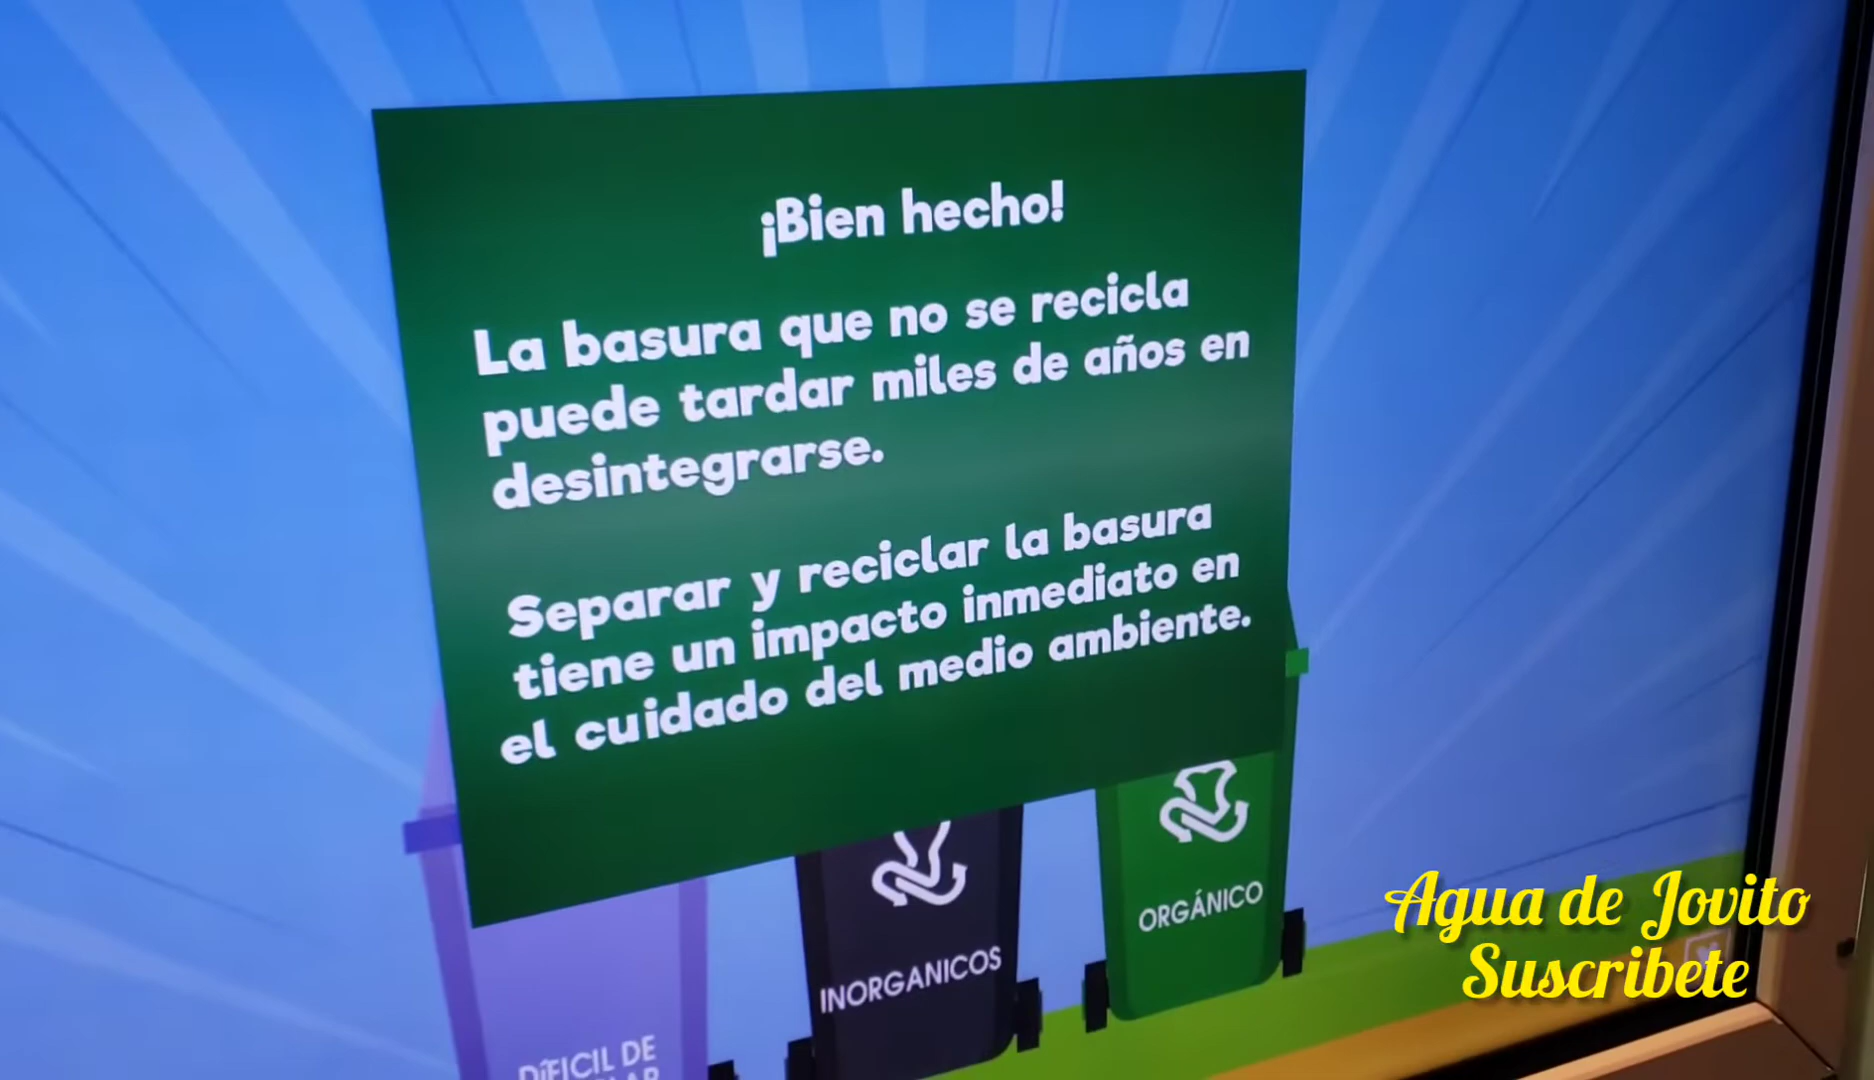 ¡Bien hecho!
La basura que no se recicla
puede tardar miles de años en
desintegrarse.
Separar y reciclar la basura
tiene un impacto inmediato en
el cuidado del medio ambiente.
ORGÁNICO
INORGANICOS
DíFICIL DE
Agua de Jovito
Suscribete